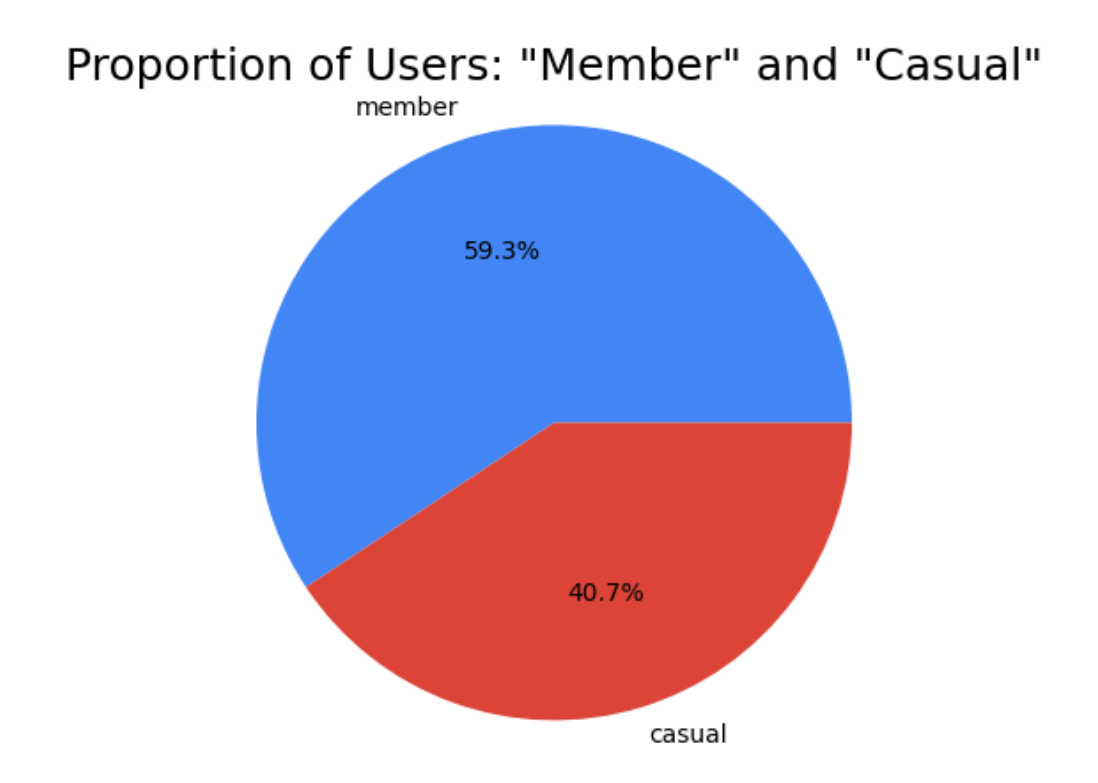 Proportion of Users: "Member" and "Casual"
member
59.3%
40.7%
casual